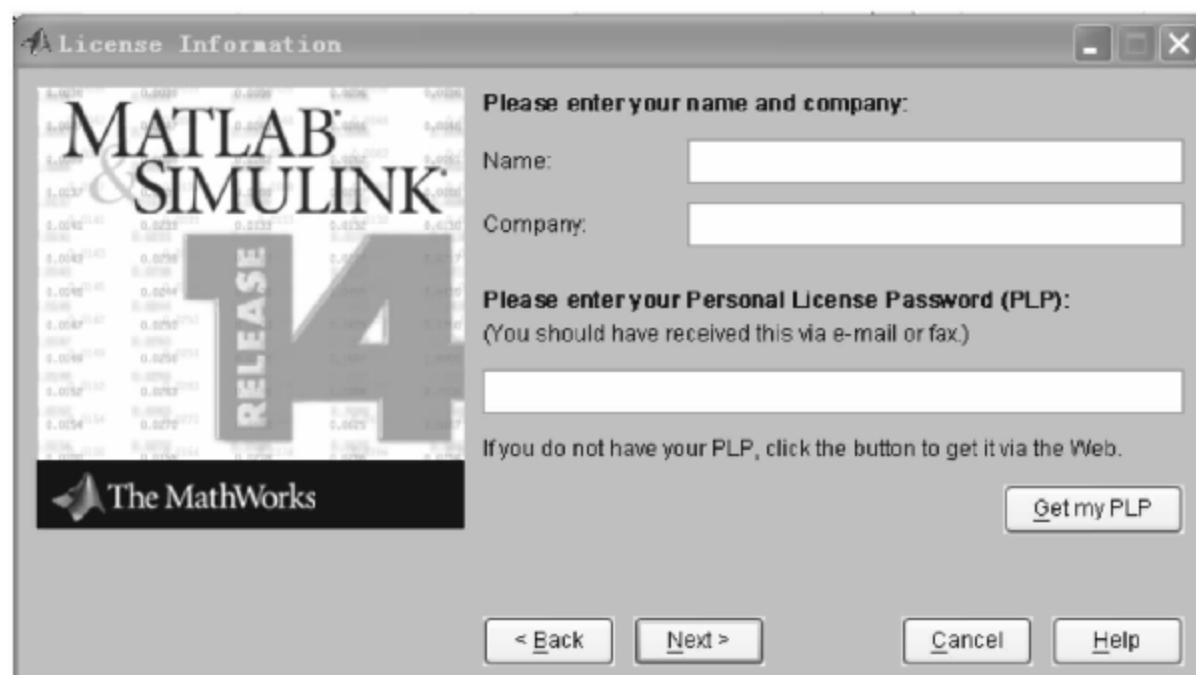 License Information
MATLAB®
& SIMULINK®
RELEASE 14
The MathWorks
Please enter your name and company:
Name:
Company:
Please enter your Personal License Password (PLP):
(You should have received this via e-mail or fax.)
If you do not have your PLP, click the button to get it via the Web.
Get my PLP
< Back
Next >
Cancel
Help